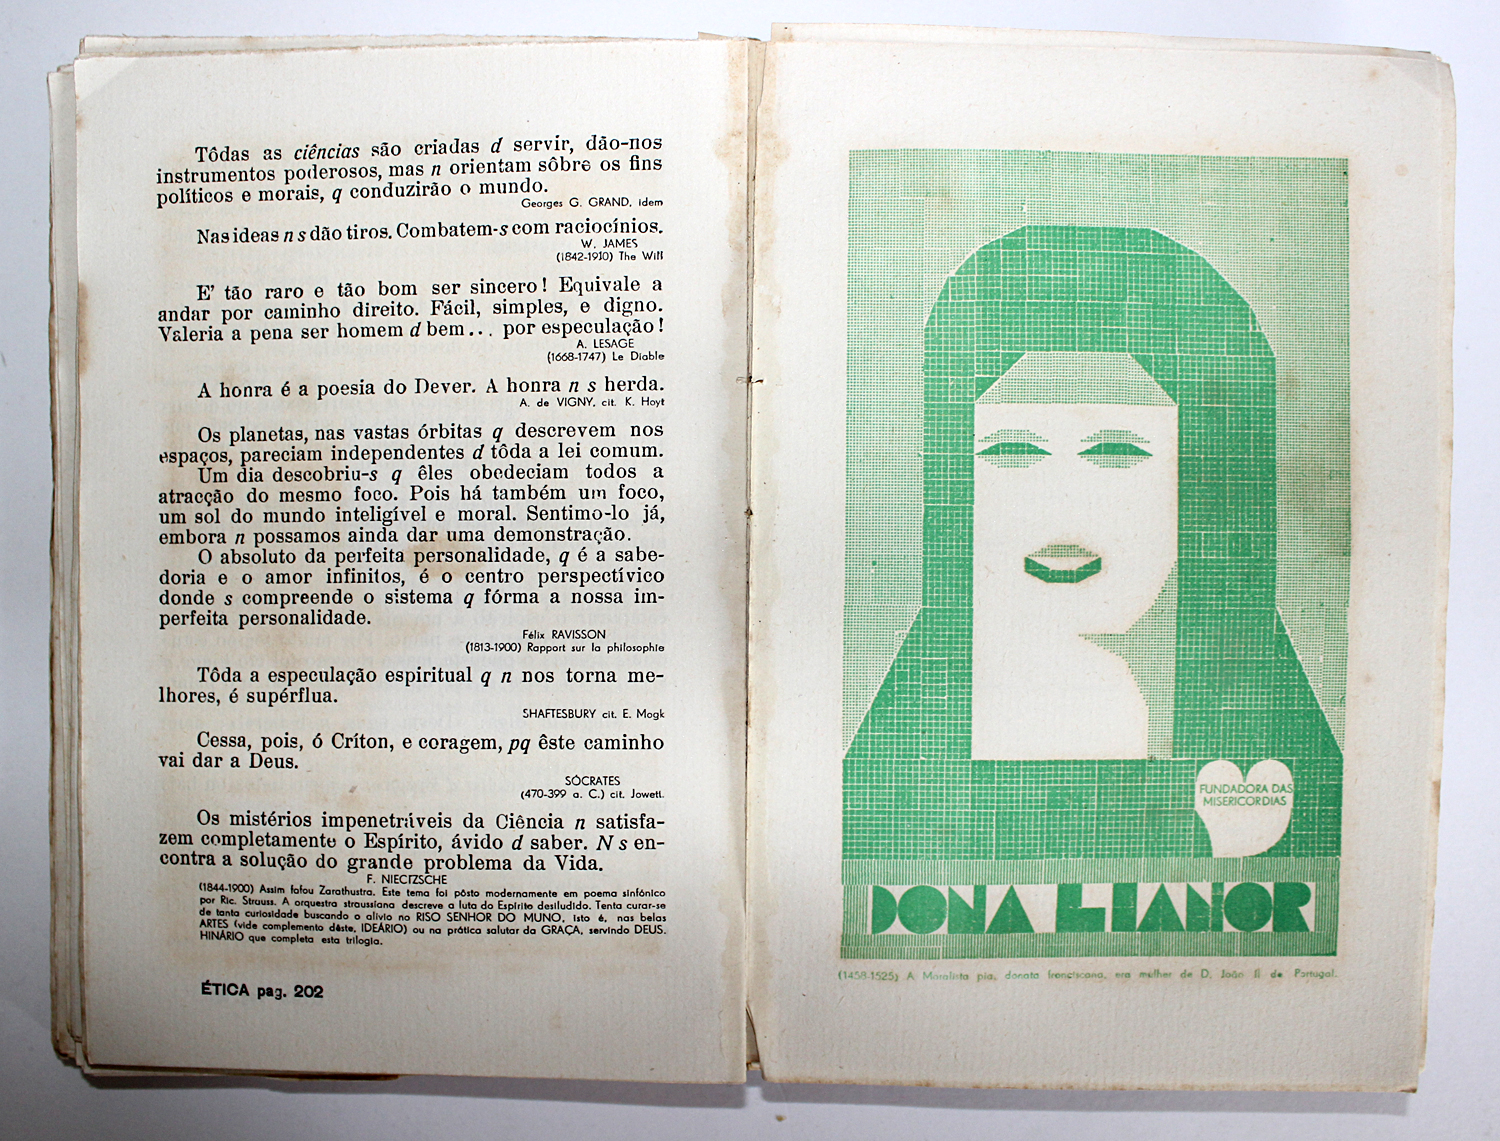 Tôdas as ciências são criadas d servir, dão-nos
instrumentos poderosos, mas n orientam sôbre os fins
políticos e morais, q conduzirão o mundo.
Georges G. GRAND, idem
Nas ideas n s dão tiros. Combatem-s com raciocínios.
W. JAMES
(1842-1910) The Will
E' tão raro e tão bom ser sincero! Equivale a
andar por caminho direito. Fácil, simples, e digno.
Valeria a pena ser homem d bem... por especulação!
A. LESAGE
(1668-1747) Le Diable
A honra é a poesia do Dever. A honra n s herda.
A. de VIGNY, cit. K. Hoyt
Os planetas, nas vastas órbitas q descrevem nos
espaços, pareciam independentes d tôda a lei comum.
Um dia descobriu-s q êles obedeciam todos a
atracção do mesmo foco. Pois há também um foco,
um sol do mundo inteligível e moral. Sentimo-lo já,
embora n possamos ainda dar uma demonstração.
O absoluto da perfeita personalidade, q é a sabe-
doria e o amor infinitos, é o centro perspectívico
donde s compreende o sistema q fórma a nossa im-
perfeita personalidade.
Félix RAVISSON
(1813-1900) Rapport sur la philosophie
Tôda a especulação espiritual q n nos torna me-
lhores, é supérflua.
SHAFTESBURY cit. E. Mogk
Cessa, pois, ó Críton, e coragem, pq êste caminho
vai dar a Deus.
SÓCRATES
(470-399 a. C.) cit. Jowett.
Os mistérios impenetráveis da Ciência n satisfa-
zem completamente o Espírito, ávido d saber. N s en-
contra a solução do grande problema da Vida.
F. NIECTZSCHE
(1844-1900) Assim fafou Zarathustra. Este tema foi pôsto modernamente em poema sinfónico
por Ric. Strauss. A orquestra straussiana descreve a luta do Espírito desiludido. Tenta curar-se
de tanta curiosidade buscando o alívio no RISO SENHOR DO MUNO, isto é, nas belas
ARTES (vide complemento dêste, IDEÁRIO) ou na prática salutar da GRAÇA, servindo DEUS.
HINÁRIO que completa esta trilogia.
ÉTICA pag. 202
FUNDADORA DAS
MISERICORDIAS
DONA LIANOR
(1458-1525) A Moralista pia, donata franciscana, era mulher de D. João II de Portugal.